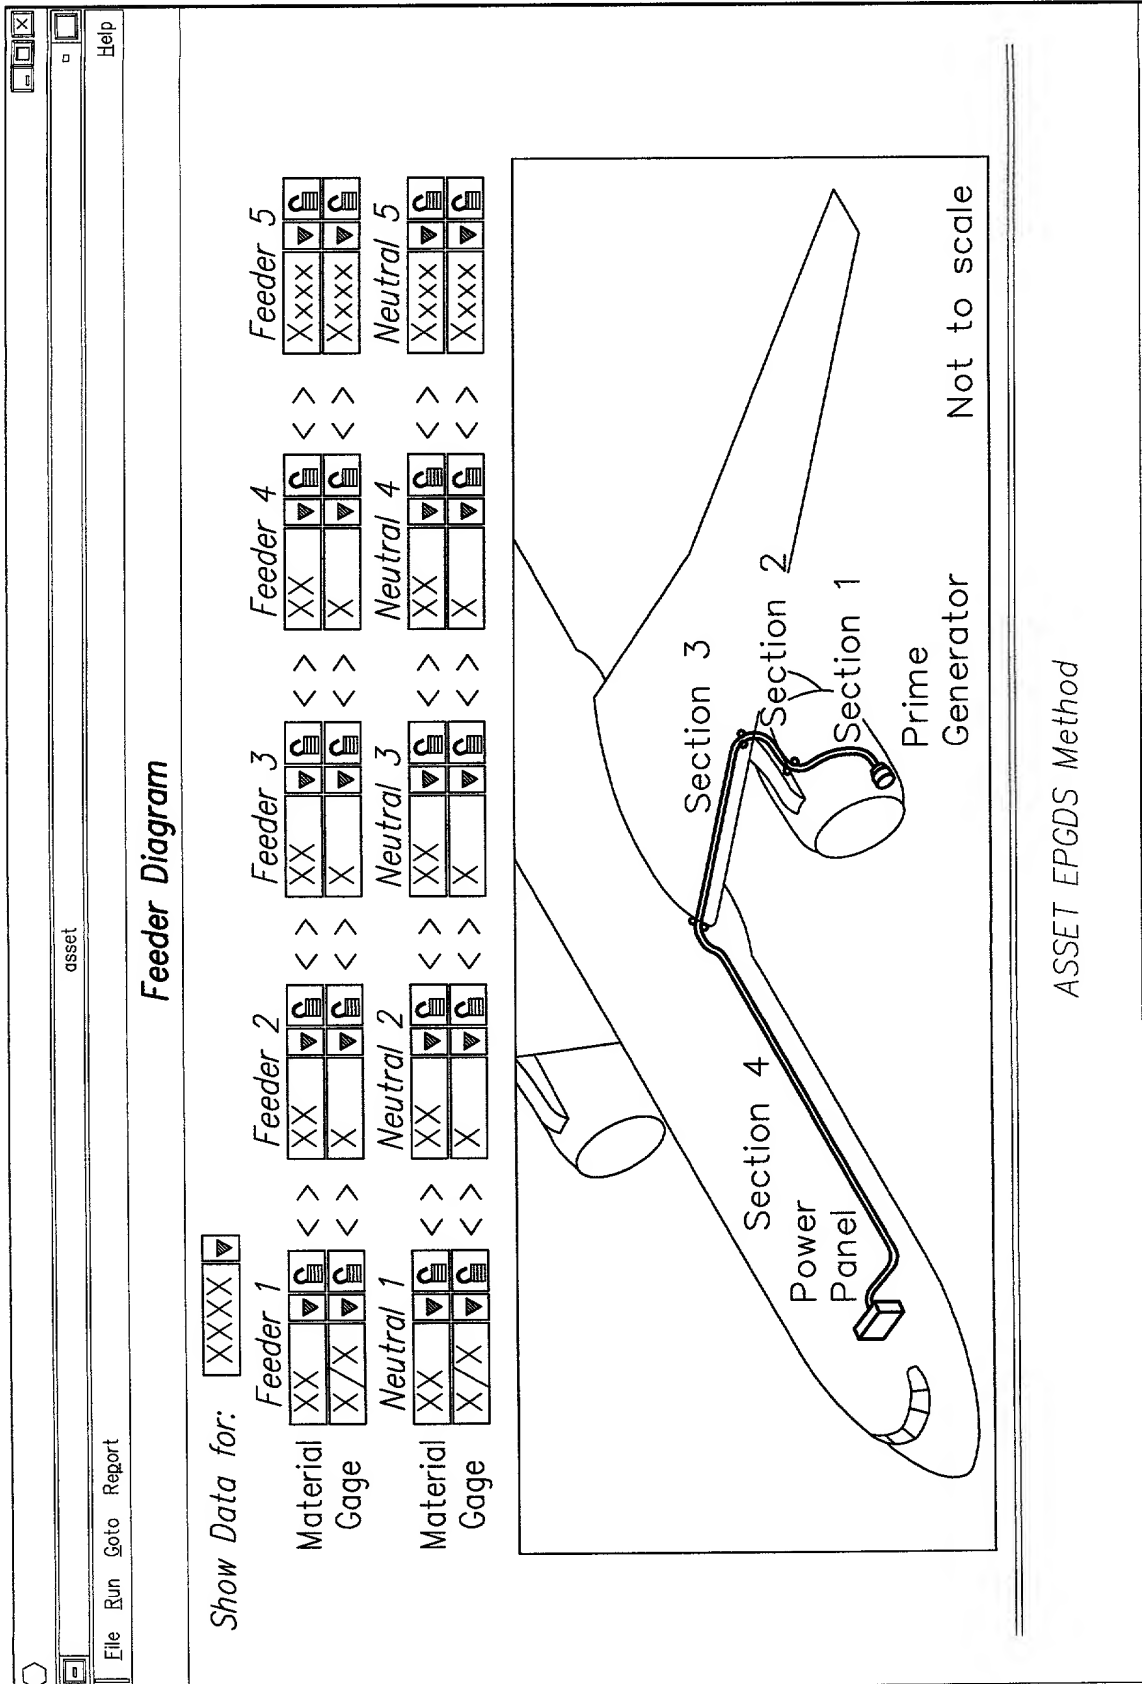 asset
File Run Goto Report Help
Feeder Diagram
Show Data for: XXXX
Feeder 1 Feeder 2 Feeder 3 Feeder 4 Feeder 5
Material XX <> XX <> XX <> XX <> Xxxx
Gage X/X <> X <> X <> X <> Xxxx
Neutral 1 Neutral 2 Neutral 3 Neutral 4 Neutral 5
Material XX <> XX <> XX <> XX <> Xxxx
Gage X/X <> X <> X <> X <> Xxxx
Section 3
Section 4
Section 2
Power
Panel
Section 1
Prime
Generator
Not to scale
ASSET EPGDS Method